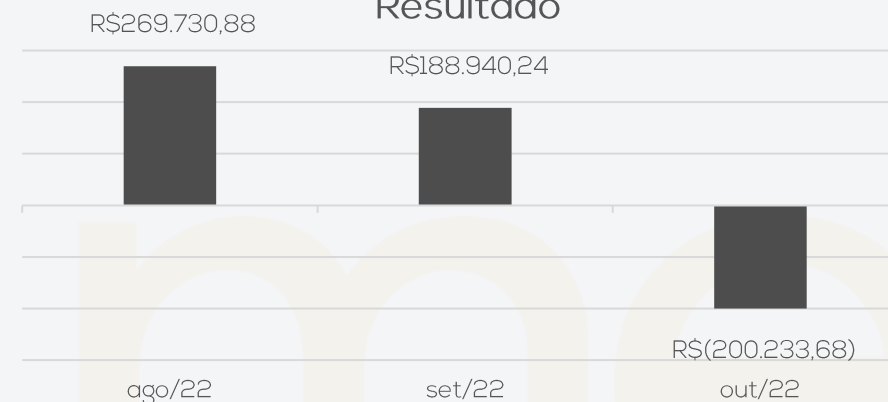 Resultado
R$269.730,88
R$188.940,24
R$(200.233,68)
ago/22
set/22
out/22